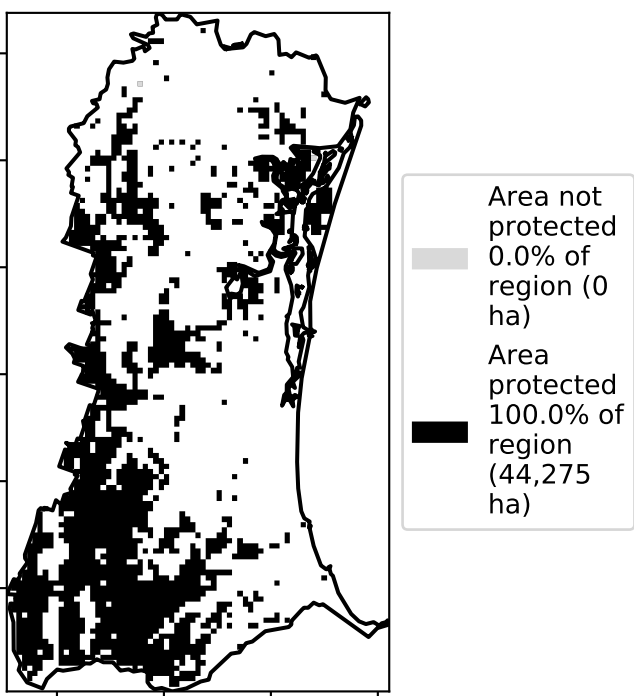 Area not
protected
0.0% of
region (0
ha)
Area
protected
100.0% of
region
(44,275
ha)